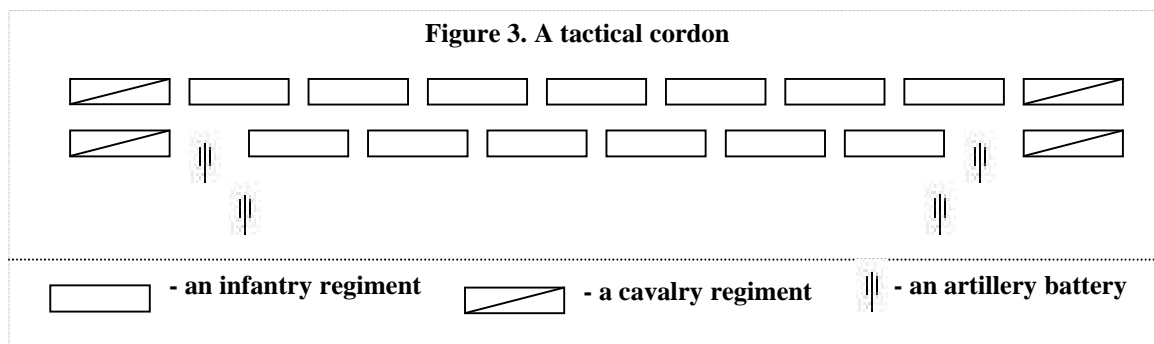 Figure 3. A tactical cordon
- an infantry regiment
- a cavalry regiment
- an artillery battery